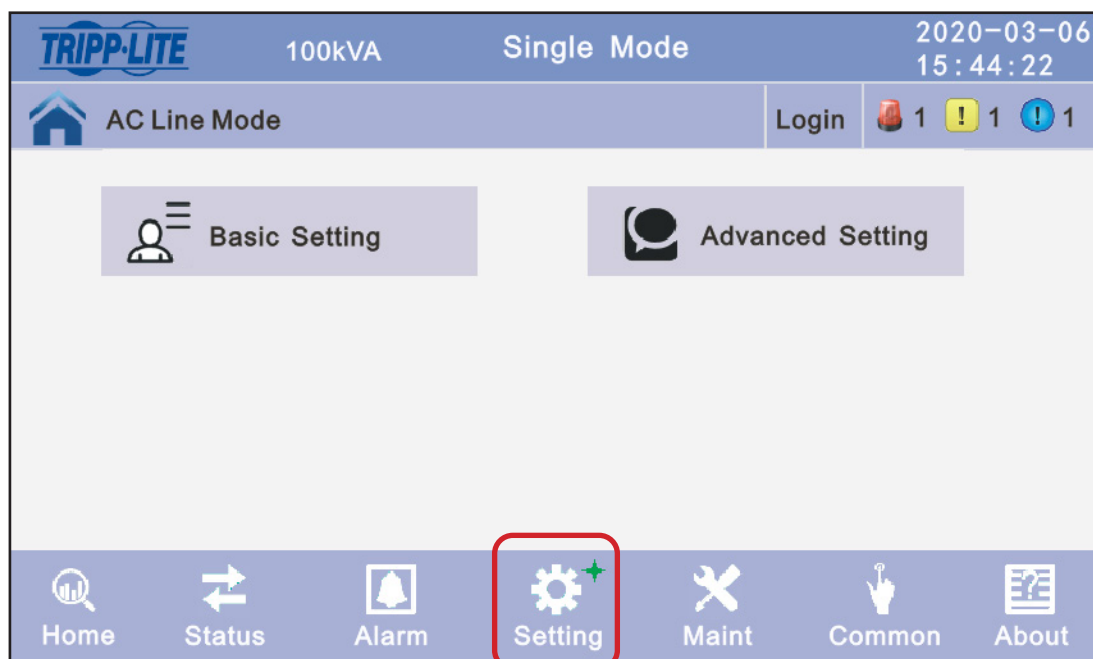 TRIPP·LITE 100kVA Single Mode 2020-03-06
15:44:22
AC Line Mode Login 1 ! 1 ! 1
Basic Setting Advanced Setting
Home Status Alarm Setting Maint Common About